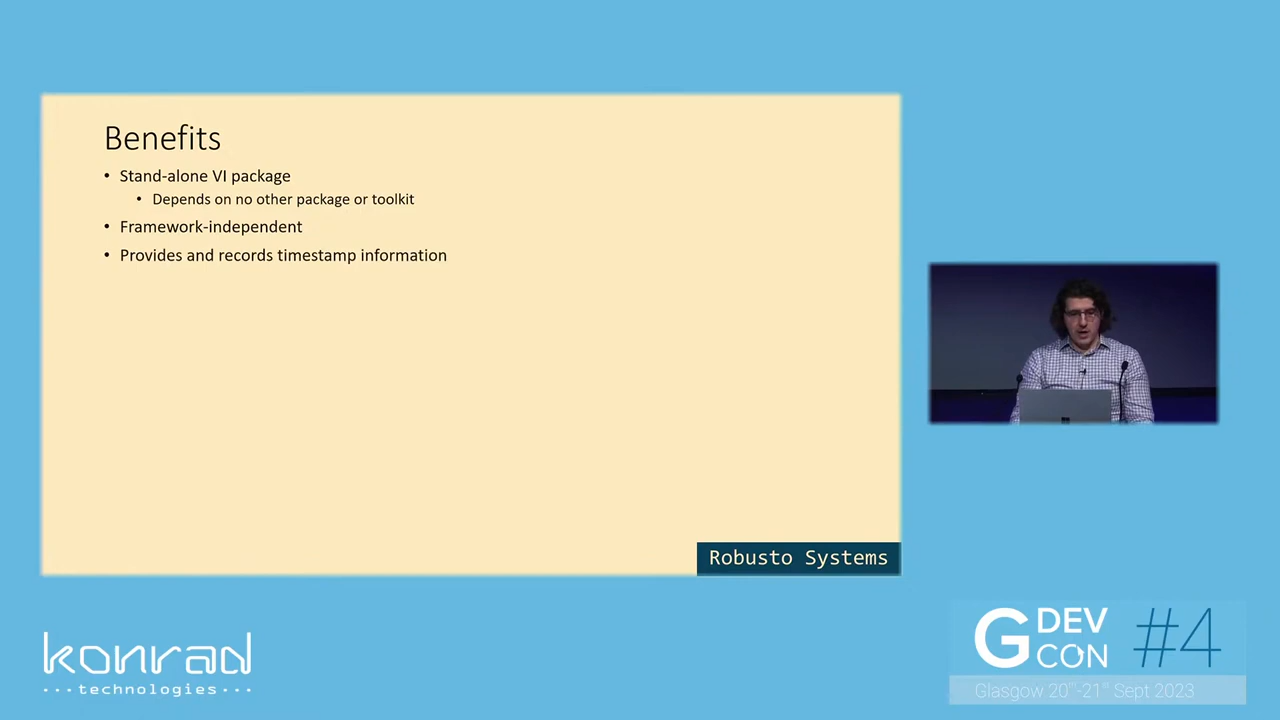 Benefits
• Stand-alone VI package
• Depends on no other package or toolkit
• Framework-independent
• Provides and records timestamp information
Robusto Systems
konrad
technologies
G DEV CON #4
Glasgow 20th-21st Sept 2023